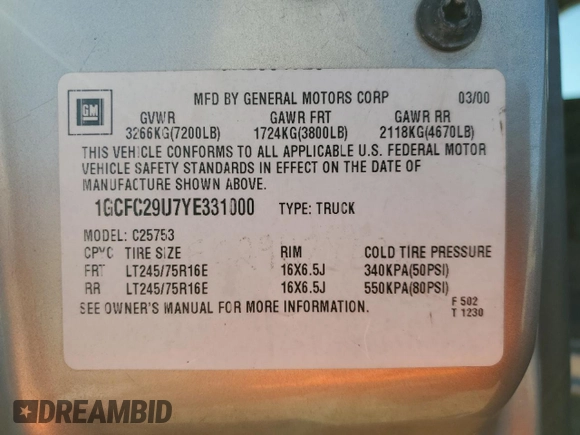 GM
MFD BY GENERAL MOTORS CORP 03/00
GVWR GAWR FRT GAWR RR
3266KG(7200LB) 1724KG(3800LB) 2118KG(4670LB)
THIS VEHICLE CONFORMS TO ALL APPLICABLE U.S. FEDERAL MOTOR
VEHICLE SAFETY STANDARDS IN EFFECT ON THE DATE OF
MANUFACTURE SHOWN ABOVE.
1GCFC29U7YE331000 TYPE: TRUCK
MODEL: C25753
TIRE SIZE RIM COLD TIRE PRESSURE
FRT LT245/75R16E 16X6.5J 340KPA(50PSI)
RR LT245/75R16E 16X6.5J 550KPA(80PSI)
SEE OWNER'S MANUAL FOR MORE INFORMATION. F 502
T 1230
DREAMBID